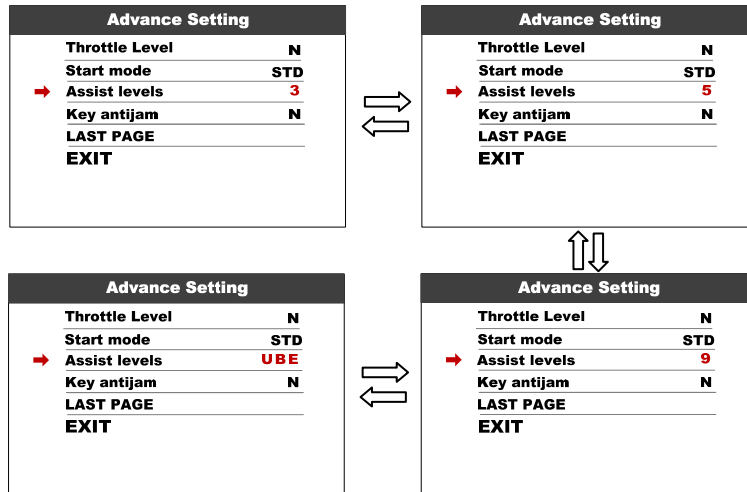 Advance Setting
Throttle Level N
Start mode STD
Assist levels 3
Key antijam N
LAST PAGE
EXIT
Advance Setting
Throttle Level N
Start mode STD
Assist levels 5
Key antijam N
LAST PAGE
EXIT
Advance Setting
Throttle Level N
Start mode STD
Assist levels UBE
Key antijam N
LAST PAGE
EXIT
Advance Setting
Throttle Level N
Start mode STD
Assist levels 9
Key antijam N
LAST PAGE
EXIT